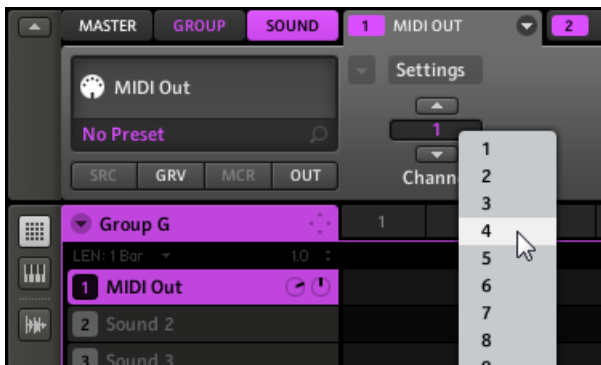 MASTER GROUP SOUND 1 MIDI OUT 2
MIDI Out
No Preset
SRC GRV MCR OUT
Settings
1
Chann
1
2
3
4
5
6
7
8
Group G 1
LEN: 1 Bar 1.0
1 MIDI Out
2 Sound 2
3 Sound 3